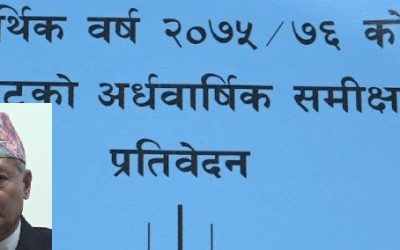 र्थिक वर्ष २०७५/७६ को
टको अर्धवार्षिक समीक्ष
प्रतिवेदन